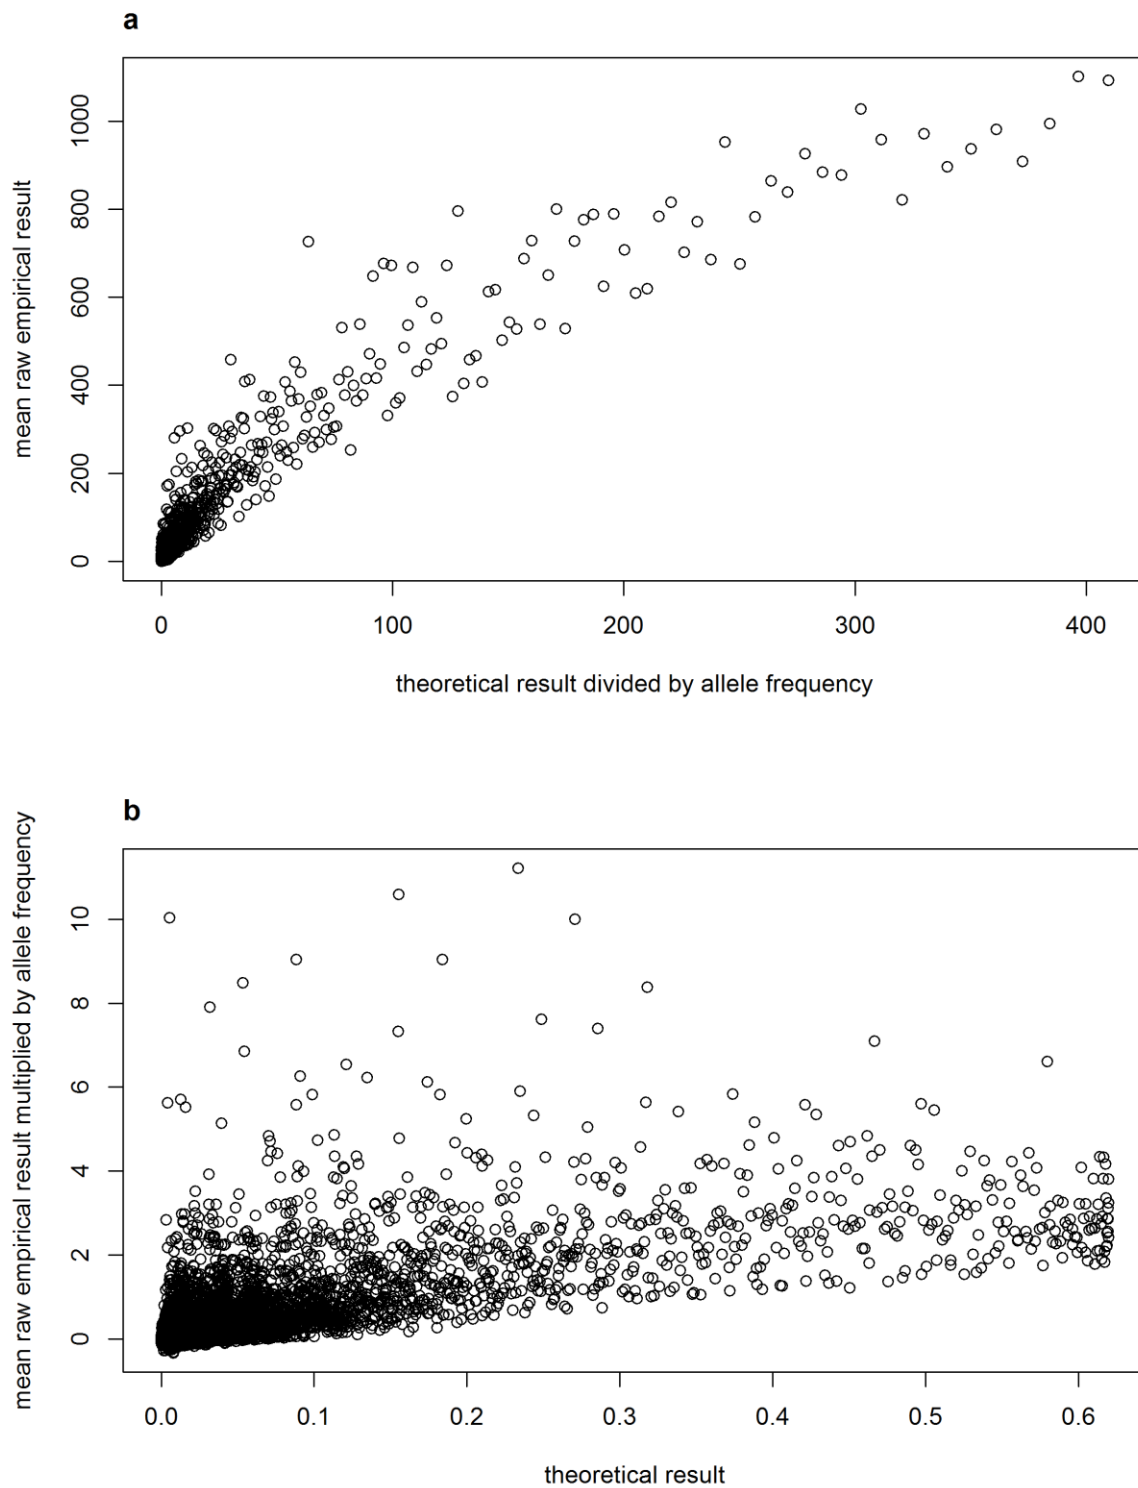 a
mean raw empirical result
1000
800
600
400
200
0
0 100 200 300 400
theoretical result divided by allele frequency
b
mean raw empirical result multiplied by allele frequency
10
8
6
4
2
0
0.0 0.1 0.2 0.3 0.4 0.5 0.6
theoretical result